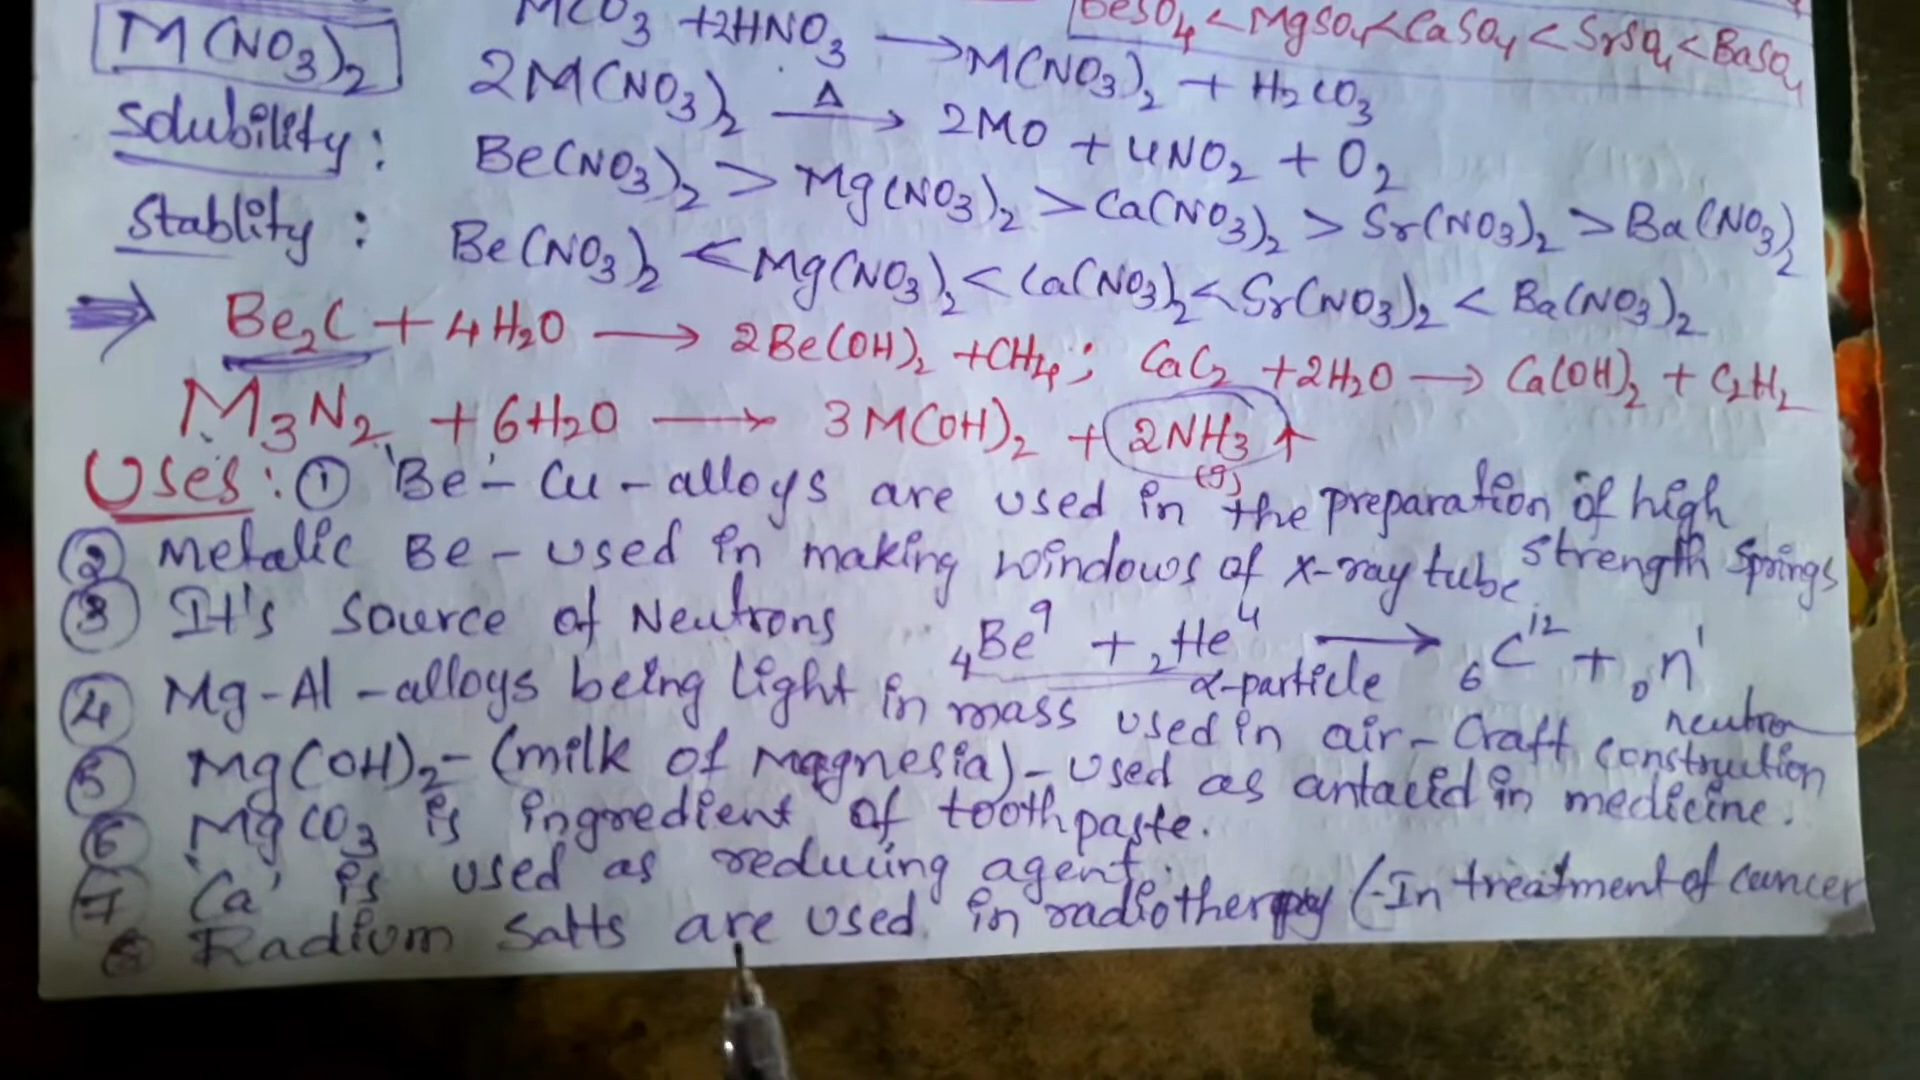 BeSO4 < MgSO4 < CaSO4 < SrSO4 < BaSO4
M(NO3)2
MCO3 + 2HNO3 → M(NO3)2 + H2CO3
2M(NO3)2 Δ→ 2MO + 4NO2 + O2
Solubility: Be(NO3)2 > Mg(NO3)2 > Ca(NO3)2 > Sr(NO3)2 > Ba(NO3)2
Stablity: Be(NO3)2 < Mg(NO3)2 < Ca(NO3)2 < Sr(NO3)2 < Ba(NO3)2
⇒ Be2C + 4H2O → 2Be(OH)2 + CH4; CaC2 + 2H2O → Ca(OH)2 + C2H2
M3N2 + 6H2O → 3M(OH)2 + 2NH3 ↑
(g)
Uses: ① 'Be'-Cu-alloys are used in the preparation of high
strength springs
② Metalic Be - used in making windows of x-ray tube
③ It's source of Neutrons 4Be9 + 2He4 → 6C12 + 0n1
α-particle neutron
④ Mg-Al-alloys being light in mass used in air-Craft construction
⑤ Mg(OH)2 - (milk of Magnesia) - used as antacid in medicine.
⑥ MgCO3 is ingredient of toothpaste.
⑦ 'Ca' is used as reducing agent.
⑧ Radium salts are used in radiotherapy (-In treatment of cancer